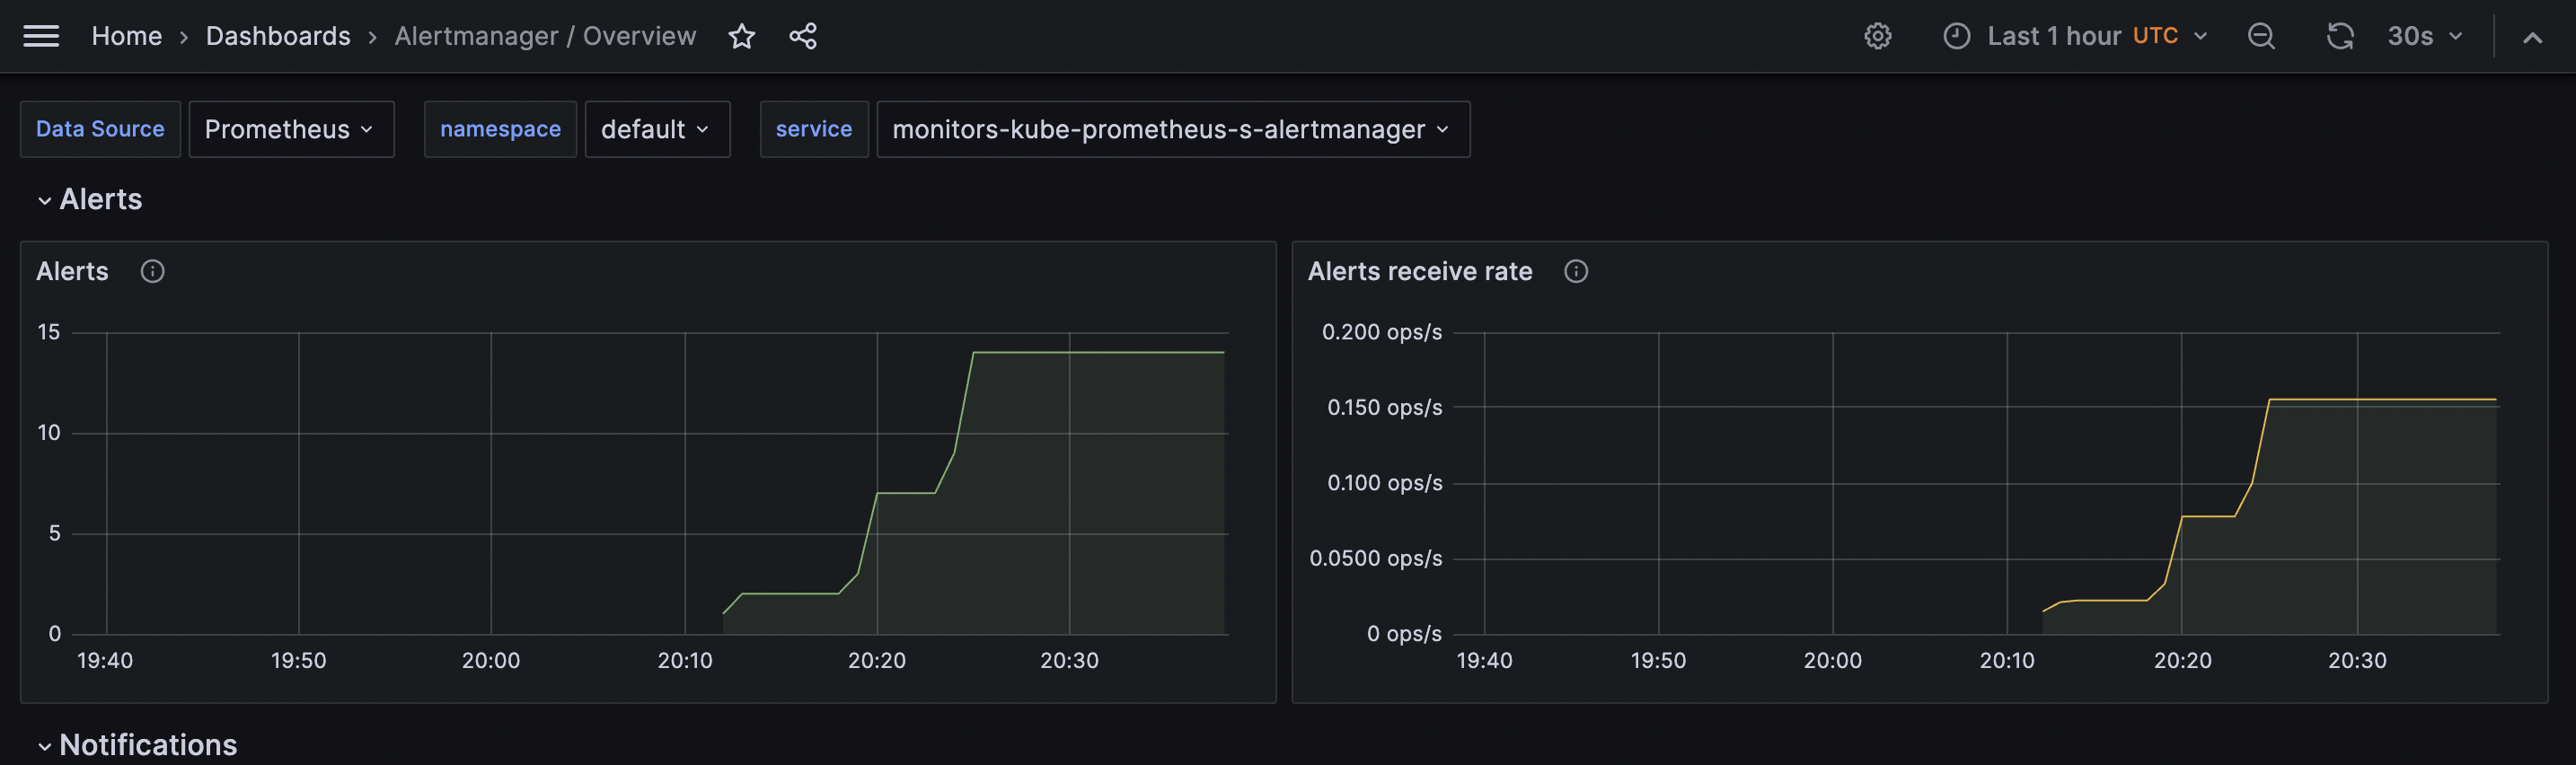 Home › Dashboards › Alertmanager / Overview
Last 1 hour UTC
30s
Data Source Prometheus namespace default service monitors-kube-prometheus-s-alertmanager
Alerts
Alerts
15
10
5
0
19:40 19:50 20:00 20:10 20:20 20:30
Alerts receive rate
0.200 ops/s
0.150 ops/s
0.100 ops/s
0.0500 ops/s
0 ops/s
19:40 19:50 20:00 20:10 20:20 20:30
Notifications